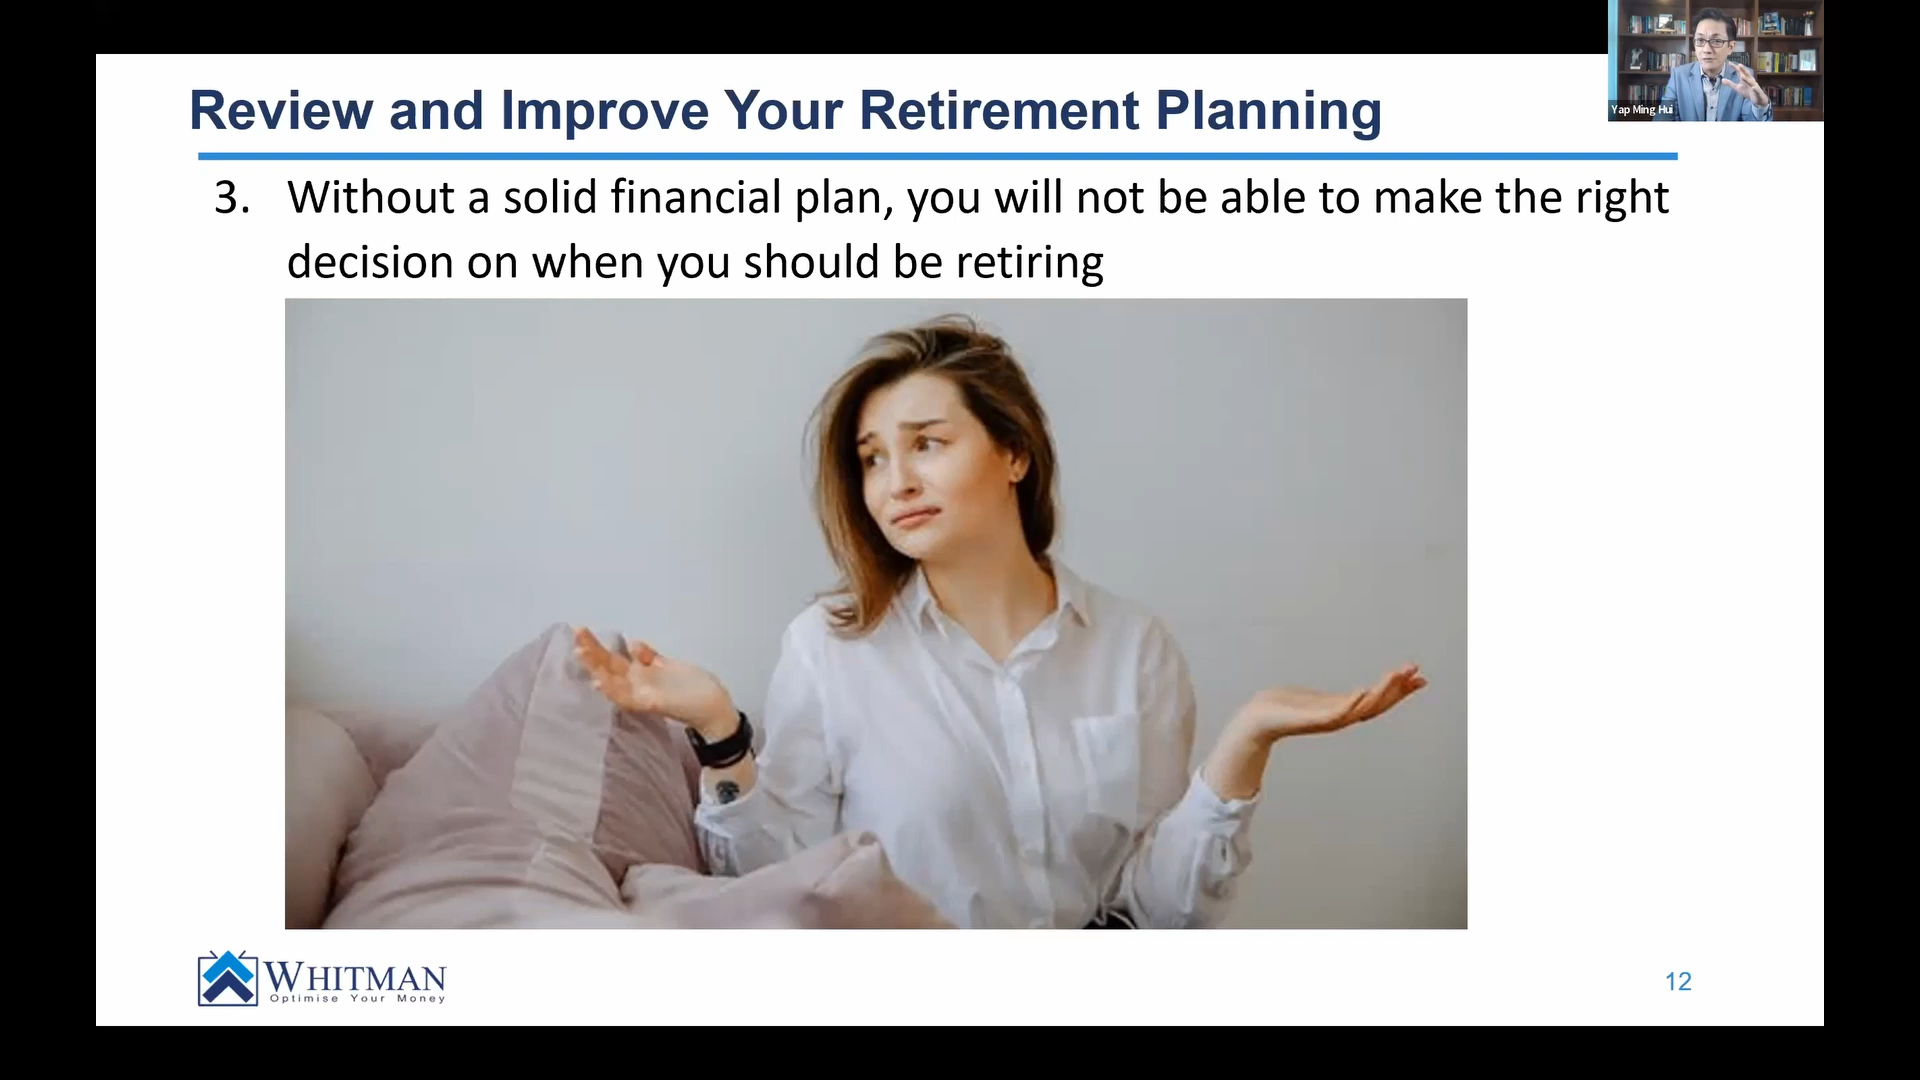 Review and Improve Your Retirement Planning
Yap Ming Hui
3. Without a solid financial plan, you will not be able to make the right
decision on when you should be retiring
WHITMAN
Optimise Your Money
12